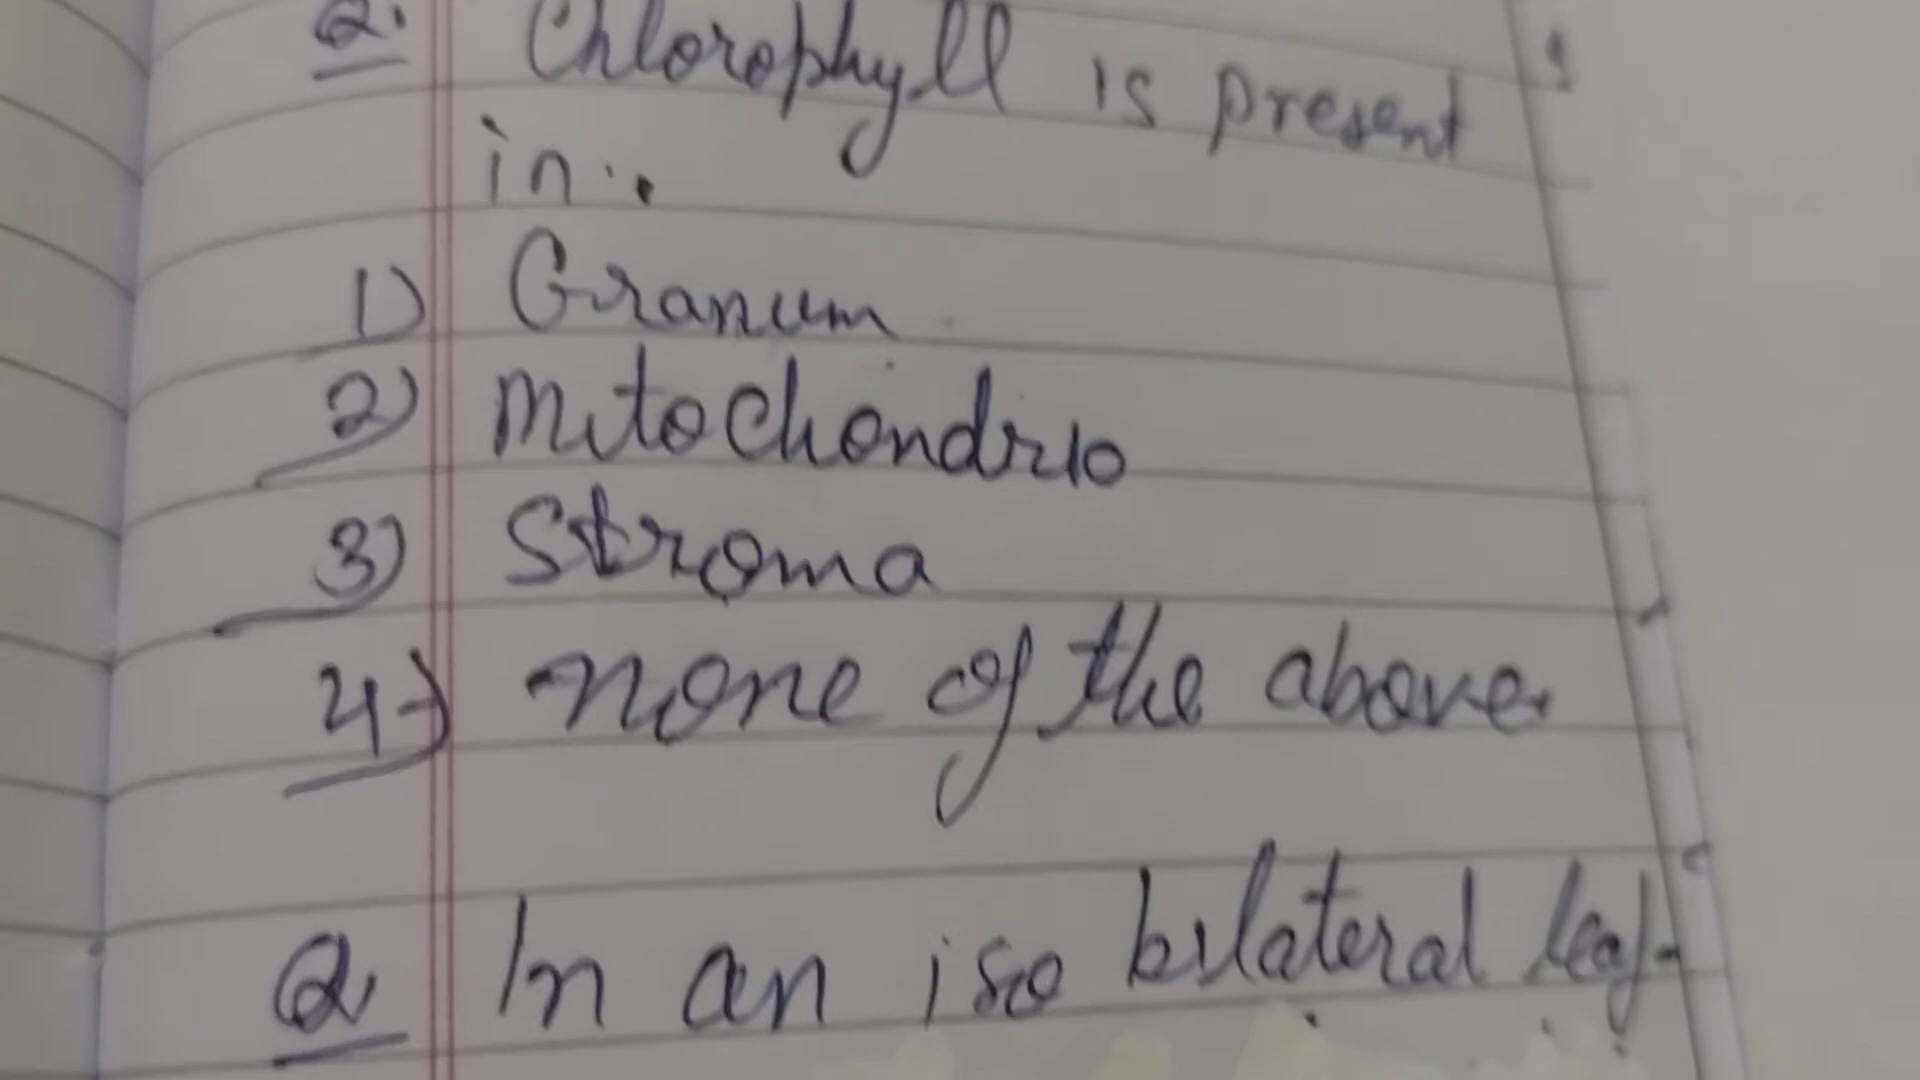 Q. Chlorophyll is present
in..
1) Granum
2) Mitochondrio
3) Stroma
4) none of the above.
Q. In an iso bilateral leaf